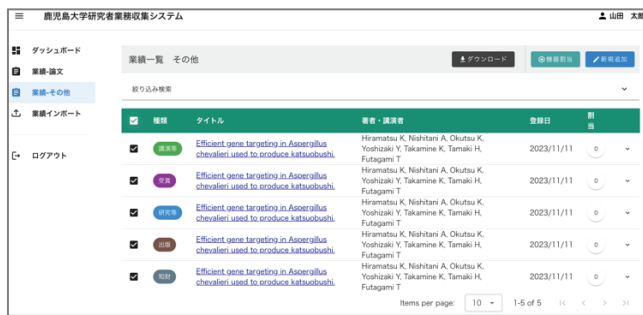 鹿児島大学研究者業務収集システム
山田 太郎
ダッシュボード
業績-論文
業績-その他
業績インポート
ログアウト
業績一覧 その他
ダウンロード
機器割当
新規追加
絞り込み検索
種類 タイトル 著者・講演者 登録日 割当
講演等 Efficient gene targeting in Aspergillus chevalieri used to produce katsuobushi. Hiramatsu K, Nishitani A, Okutsu K, Yoshizaki Y, Takamine K, Tamaki H, Futagami T 2023/11/11 0
受賞 Efficient gene targeting in Aspergillus chevalieri used to produce katsuobushi. Hiramatsu K, Nishitani A, Okutsu K, Yoshizaki Y, Takamine K, Tamaki H, Futagami T 2023/11/11 0
研究等 Efficient gene targeting in Aspergillus chevalieri used to produce katsuobushi. Hiramatsu K, Nishitani A, Okutsu K, Yoshizaki Y, Takamine K, Tamaki H, Futagami T 2023/11/11 0
出版 Efficient gene targeting in Aspergillus chevalieri used to produce katsuobushi. Hiramatsu K, Nishitani A, Okutsu K, Yoshizaki Y, Takamine K, Tamaki H, Futagami T 2023/11/11 0
知財 Efficient gene targeting in Aspergillus chevalieri used to produce katsuobushi. Hiramatsu K, Nishitani A, Okutsu K, Yoshizaki Y, Takamine K, Tamaki H, Futagami T 2023/11/11 0
Items per page: 10 1-5 of 5